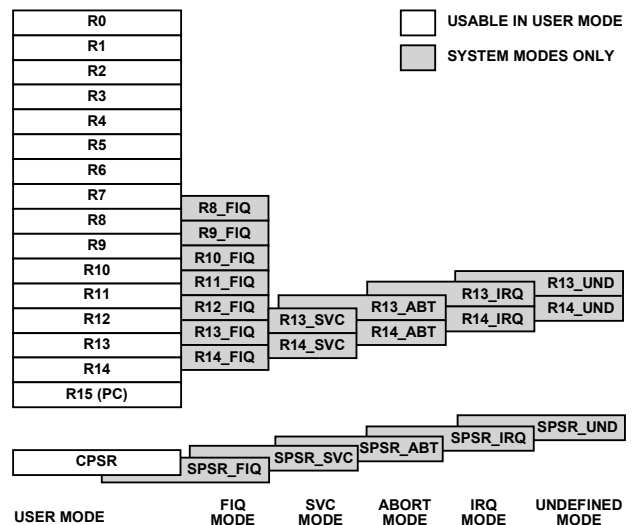 USABLE IN USER MODE
SYSTEM MODES ONLY
R0
R1
R2
R3
R4
R5
R6
R7
R8
R9
R10
R11
R12
R13
R14
R15 (PC)
R8_FIQ
R9_FIQ
R10_FIQ
R11_FIQ
R12_FIQ
R13_FIQ
R14_FIQ
R13_SVC
R14_SVC
R13_ABT
R14_ABT
R13_IRQ
R14_IRQ
R13_UND
R14_UND
CPSR
SPSR_FIQ
SPSR_SVC
SPSR_ABT
SPSR_IRQ
SPSR_UND
USER MODE
FIQ
MODE
SVC
MODE
ABORT
MODE
IRQ
MODE
UNDEFINED
MODE